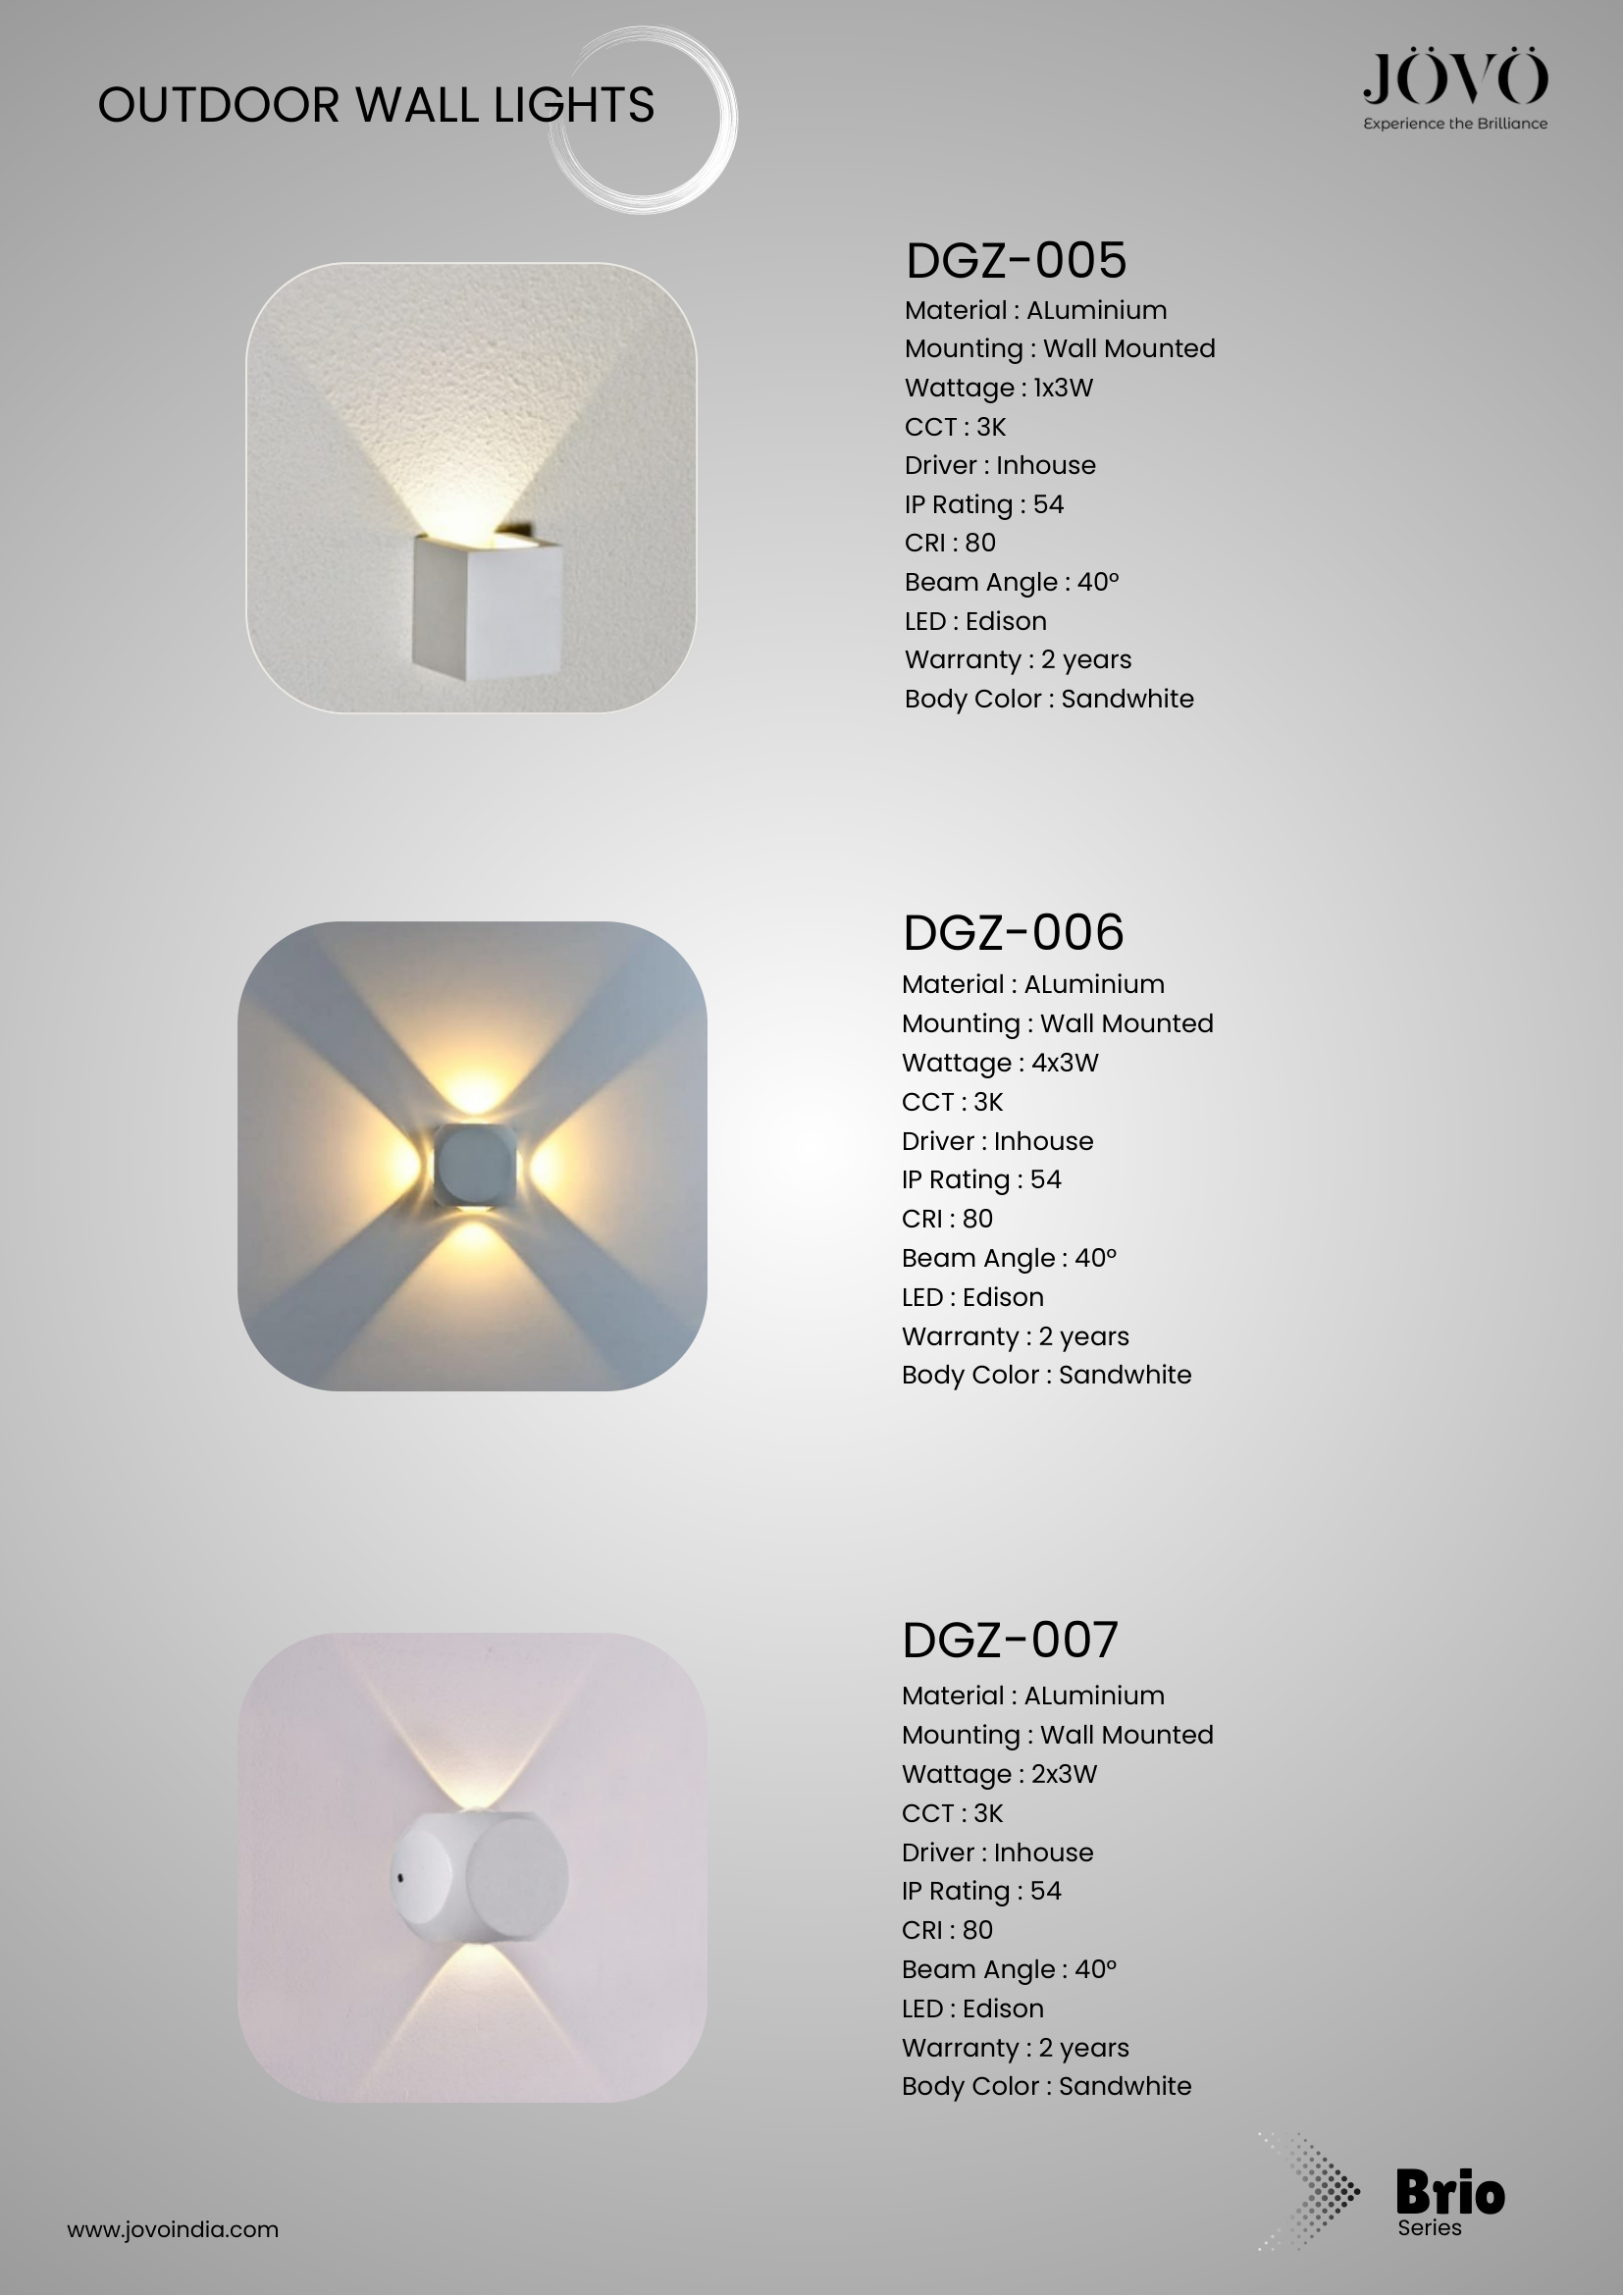 OUTDOOR WALL LIGHTS
JÖVÖ
Experience the Brilliance
DGZ-005
Material : ALuminium
Mounting : Wall Mounted
Wattage : 1x3W
CCT : 3K
Driver : Inhouse
IP Rating : 54
CRI : 80
Beam Angle : 40°
LED : Edison
Warranty : 2 years
Body Color : Sandwhite
DGZ-006
Material : ALuminium
Mounting : Wall Mounted
Wattage : 4x3W
CCT : 3K
Driver : Inhouse
IP Rating : 54
CRI : 80
Beam Angle : 40°
LED : Edison
Warranty : 2 years
Body Color : Sandwhite
DGZ-007
Material : ALuminium
Mounting : Wall Mounted
Wattage : 2x3W
CCT : 3K
Driver : Inhouse
IP Rating : 54
CRI : 80
Beam Angle : 40°
LED : Edison
Warranty : 2 years
Body Color : Sandwhite
Brio
Series
www.jovoindia.com